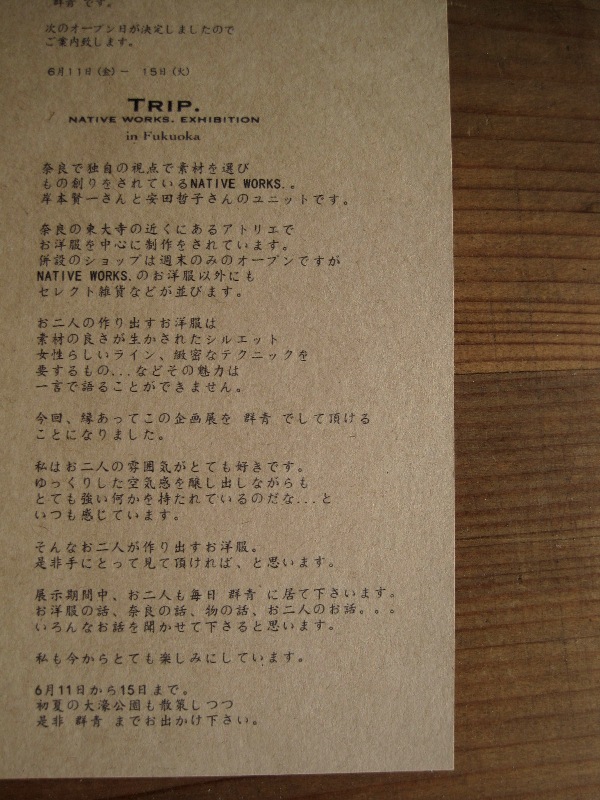 群青 です。
次のオープン日が決定しましたので
ご案内致します。
6月11日(金)－ 15日(火)
TRIP.
NATIVE WORKS. EXHIBITION
in Fukuoka
奈良で独自の視点で素材を選び
もの創りをされているNATIVE WORKS.。
岸本賢一さんと安田哲子さんのユニットです。
奈良の東大寺の近くにあるアトリエで
お洋服を中心に制作をされています。
併設のショップは週末のみのオープンですが
NATIVE WORKS.のお洋服以外にも
セレクト雑貨などが並びます。
お二人の作り出すお洋服は
素材の良さが生かされたシルエット
女性らしいライン、緻密なテクニックを
要するもの...などその魅力は
一言で語ることができません。
今回、縁あってこの企画展を 群青 でして頂ける
ことになりました。
私はお二人の雰囲気がとても好きです。
ゆっくりした空気感を醸し出しながらも
とても強い何かを持たれているのだな...と
いつも感じています。
そんなお二人が作り出すお洋服。
是非手にとって見て頂ければ、と思います。
展示期間中、お二人も毎日 群青 に居て下さいます。
お洋服の話、奈良の話、物の話、お二人のお話。。。
いろんなお話を聞かせて下さると思います。
私も今からとても楽しみにしています。
6月11日から15日まで。
初夏の大濠公園も散策しつつ
是非 群青 までお出かけ下さい。